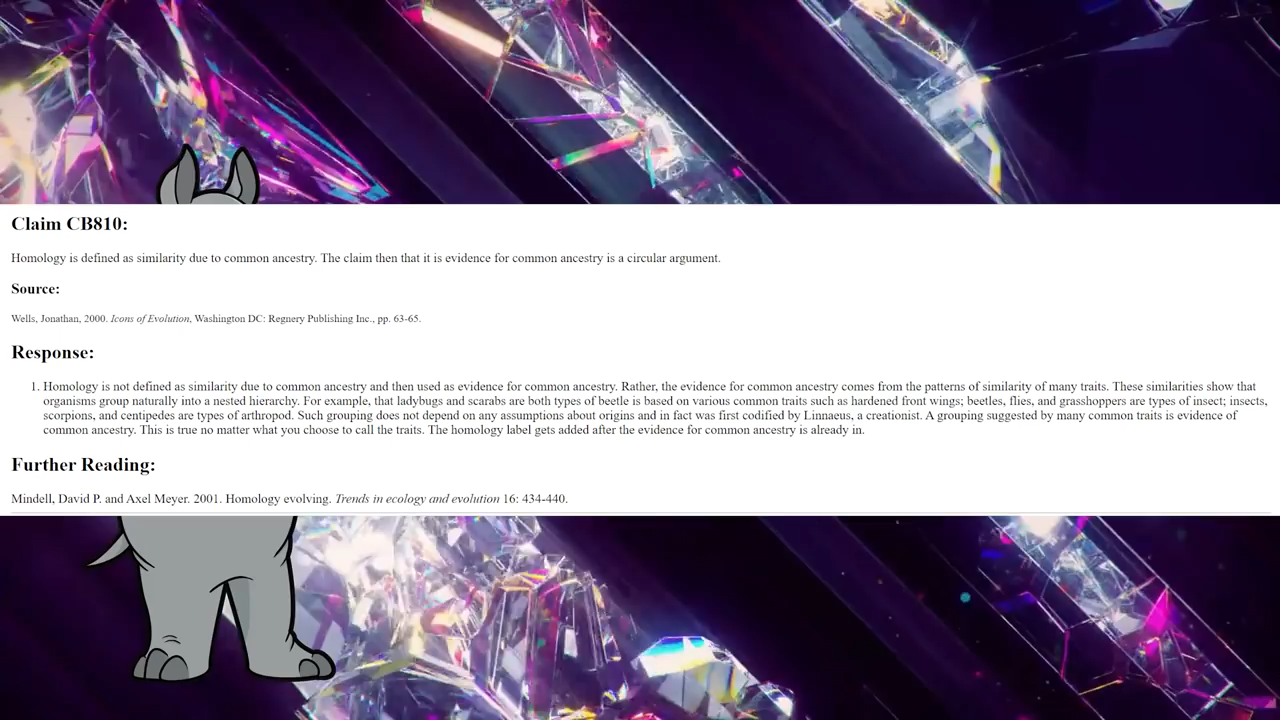 Claim CB810:
Homology is defined as similarity due to common ancestry. The claim then that it is evidence for common ancestry is a circular argument.
Source:
Wells, Jonathan, 2000. Icons of Evolution, Washington DC: Regnery Publishing Inc., pp. 63-65.
Response:
1. Homology is not defined as similarity due to common ancestry and then used as evidence for common ancestry. Rather, the evidence for common ancestry comes from the patterns of similarity of many traits. These similarities show that
organisms group naturally into a nested hierarchy. For example, that ladybugs and scarabs are both types of beetle is based on various common traits such as hardened front wings; beetles, flies, and grasshoppers are types of insect; insects,
scorpions, and centipedes are types of arthropod. Such grouping does not depend on any assumptions about origins and in fact was first codified by Linnaeus, a creationist. A grouping suggested by many common traits is evidence of
common ancestry. This is true no matter what you choose to call the traits. The homology label gets added after the evidence for common ancestry is already in.
Further Reading:
Mindell, David P. and Axel Meyer. 2001. Homology evolving. Trends in ecology and evolution 16: 434-440.